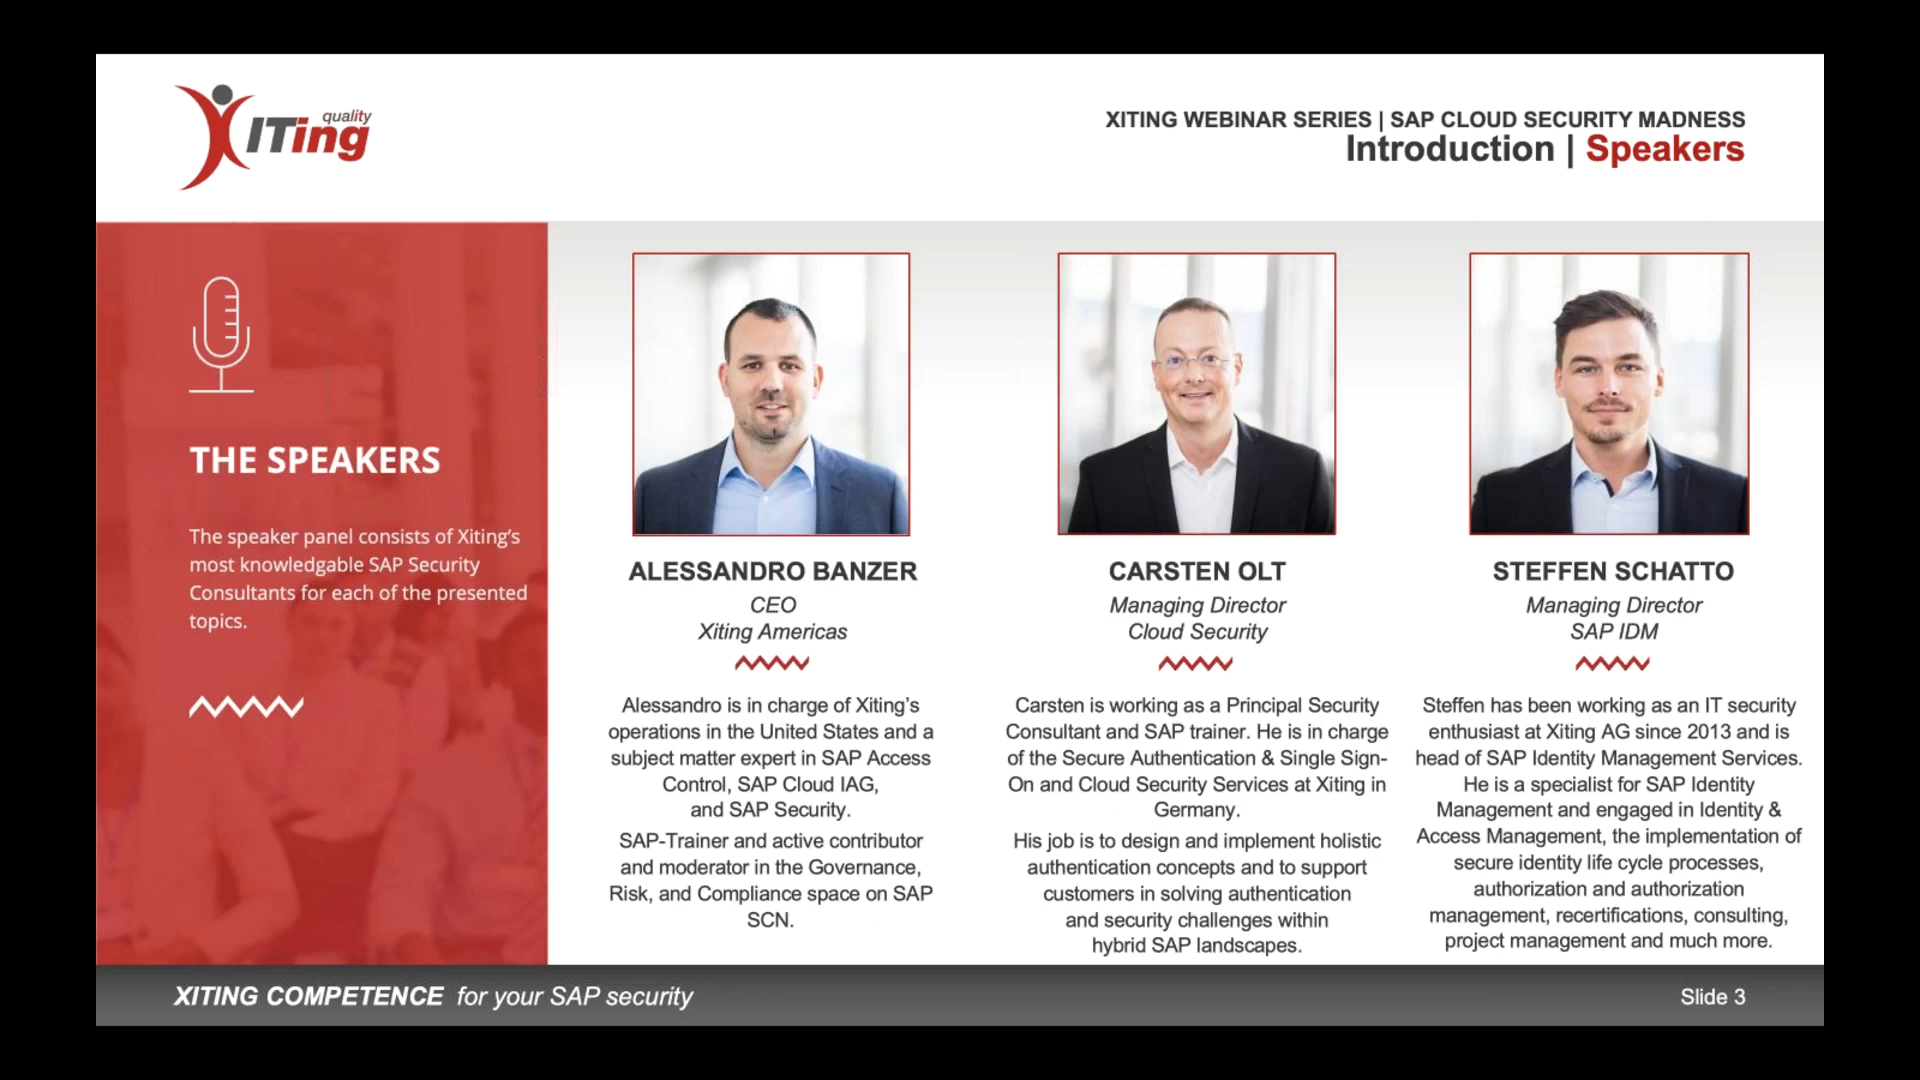 quality
XITing
XITING WEBINAR SERIES | SAP CLOUD SECURITY MADNESS
Introduction | Speakers
THE SPEAKERS
The speaker panel consists of Xiting's
most knowledgable SAP Security
Consultants for each of the presented
topics.
ALESSANDRO BANZER
CEO
Xiting Americas
Alessandro is in charge of Xiting's
operations in the United States and a
subject matter expert in SAP Access
Control, SAP Cloud IAG,
and SAP Security.
SAP-Trainer and active contributor
and moderator in the Governance,
Risk, and Compliance space on SAP
SCN.
CARSTEN OLT
Managing Director
Cloud Security
Carsten is working as a Principal Security
Consultant and SAP trainer. He is in charge
of the Secure Authentication & Single Sign-
On and Cloud Security Services at Xiting in
Germany.
His job is to design and implement holistic
authentication concepts and to support
customers in solving authentication
and security challenges within
hybrid SAP landscapes.
STEFFEN SCHATTO
Managing Director
SAP IDM
Steffen has been working as an IT security
enthusiast at Xiting AG since 2013 and is
head of SAP Identity Management Services.
He is a specialist for SAP Identity
Management and engaged in Identity &
Access Management, the implementation of
secure identity life cycle processes,
authorization and authorization
management, recertifications, consulting,
project management and much more.
XITING COMPETENCE for your SAP security
Slide 3